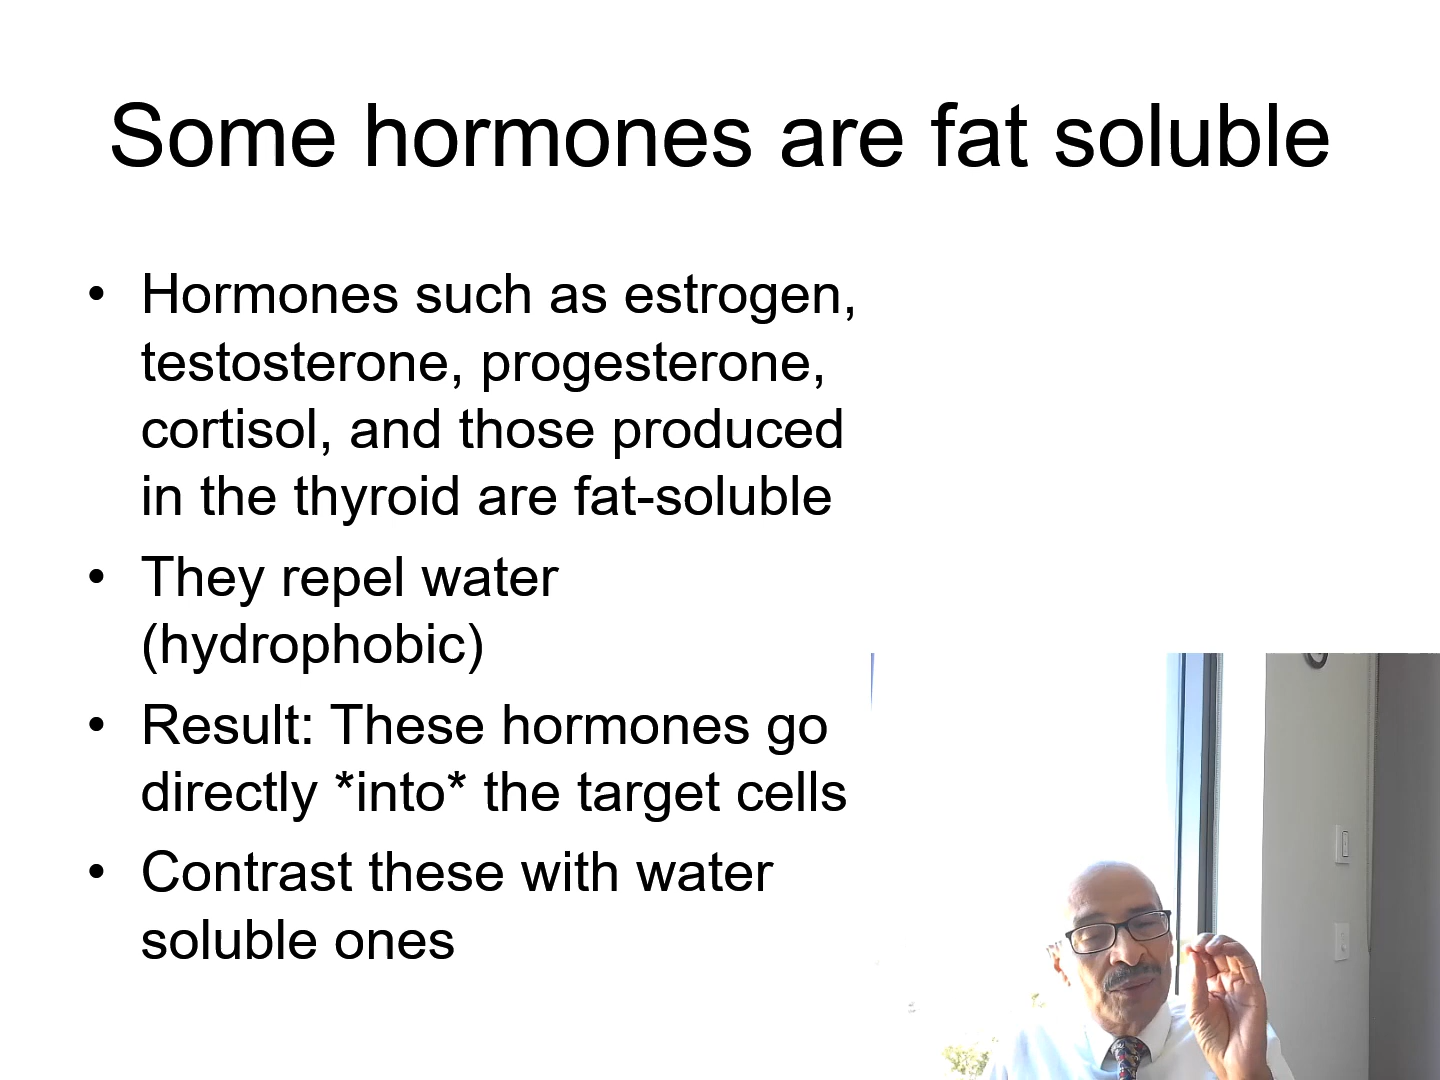 Some hormones are fat soluble
• Hormones such as estrogen,
testosterone, progesterone,
cortisol, and those produced
in the thyroid are fat-soluble
• They repel water
(hydrophobic)
• Result: These hormones go
directly *into* the target cells
• Contrast these with water
soluble ones